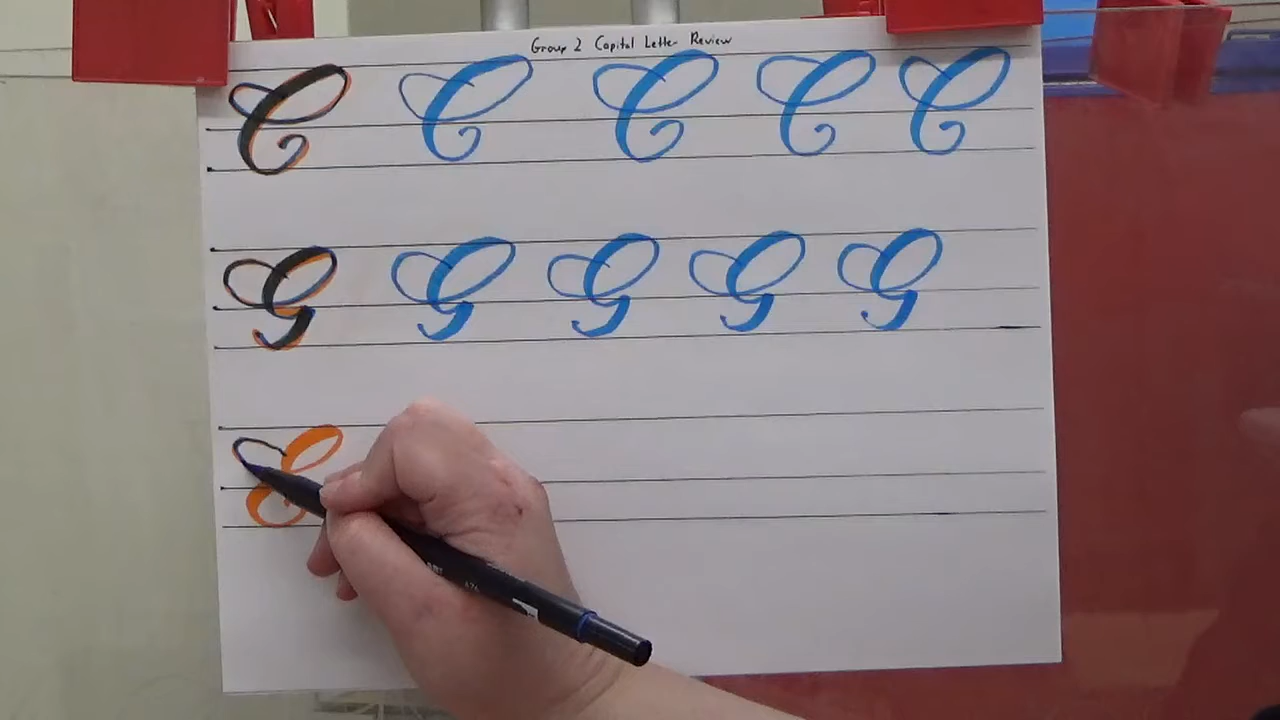 Group 2 Capital Letter Review
C C C C C
G G G G G
E